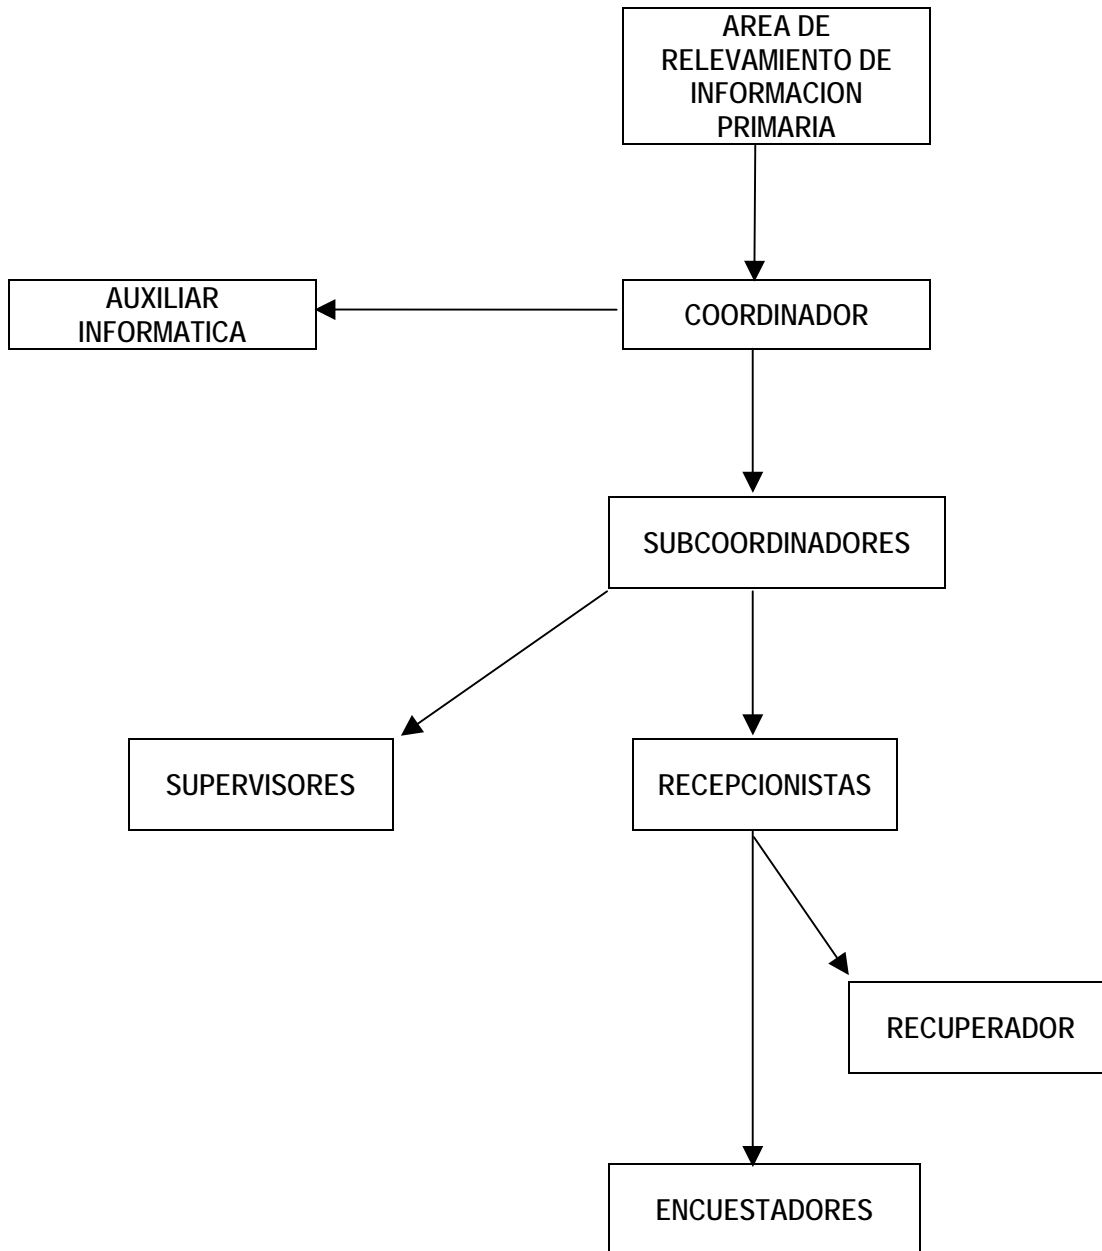 AREA DE
RELEVAMIENTO DE
INFORMACION
PRIMARIA
AUXILIAR
INFORMATICA
COORDINADOR
SUBCOORDINADORES
SUPERVISORES
RECEPCIONISTAS
RECUPERADOR
ENCUESTADORES